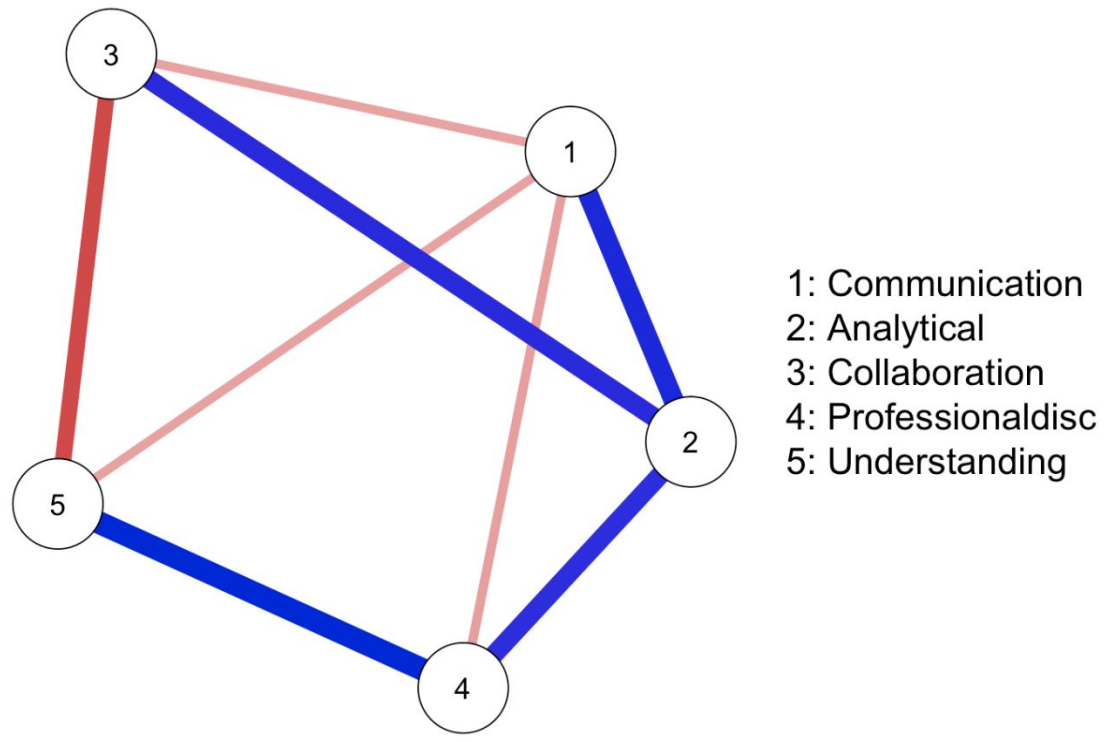 3
1
2
5
4
1: Communication
2: Analytical
3: Collaboration
4: Professionaldisc
5: Understanding